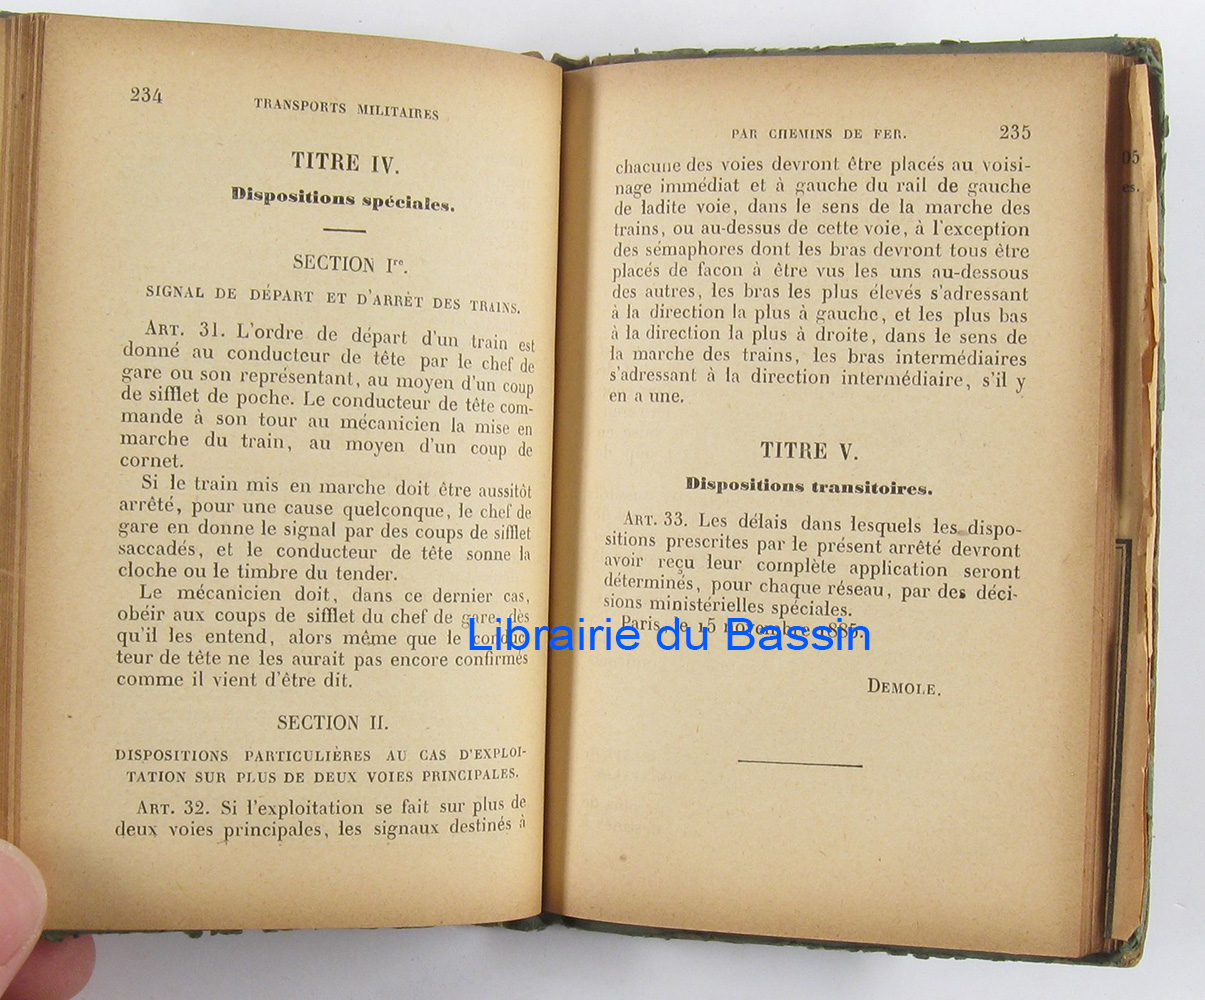 234
TRANSPORTS MILITAIRES
TITRE IV.
Dispositions spéciales.
SECTION Ire.
SIGNAL DE DÉPART ET D'ARRÊT DES TRAINS.
ART. 31. L'ordre de départ d'un train est
donné au conducteur de tête par le chef de
gare ou son représentant, au moyen d'un coup
de sifflet de poche. Le conducteur de tête com-
mande à son tour au mécanicien la mise en
marche du train, au moyen d'un coup de
cornet.
Si le train mis en marche doit être aussitôt
arrêté, pour une cause quelconque, le chef de
gare en donne le signal par des coups de sifflet
saccadés, et le conducteur de tête sonne la
cloche ou le timbre du tender.
Le mécanicien doit, dans ce dernier cas,
obéir aux coups de sifflet du chef de gare, dès
qu'il les entend, alors même que le conduc-
teur de tête ne les aurait pas encore confirmés
comme il vient d'être dit.
SECTION II.
DISPOSITIONS PARTICULIÈRES AU CAS D'EXPLOI-
TATION SUR PLUS DE DEUX VOIES PRINCIPALES.
ART. 32. Si l'exploitation se fait sur plus de
deux voies principales, les signaux destinés à
PAR CHEMINS DE FER.
235
chacune des voies devront être placés au voisi-
nage immédiat et à gauche du rail de gauche
de ladite voie, dans le sens de la marche des
trains, ou au-dessus de cette voie, à l'exception
des sémaphores dont les bras devront tous être
placés de facon à être vus les uns au-dessous
des autres, les bras les plus élevés s'adressant
à la direction la plus à gauche, et les plus bas
à la direction la plus à droite, dans le sens de
la marche des trains, les bras intermédiaires
s'adressant à la direction intermédiaire, s'il y
en a une.
TITRE V.
Dispositions transitoires.
ART. 33. Les délais dans lesquels les dispo-
sitions prescrites par le présent arrêté devront
avoir reçu leur complète application seront
déterminés, pour chaque réseau, par des déci-
sions ministérielles spéciales.
Paris, le 15 novembre 1885.
DEMOLE.
Librairie du Bassin
05
es.